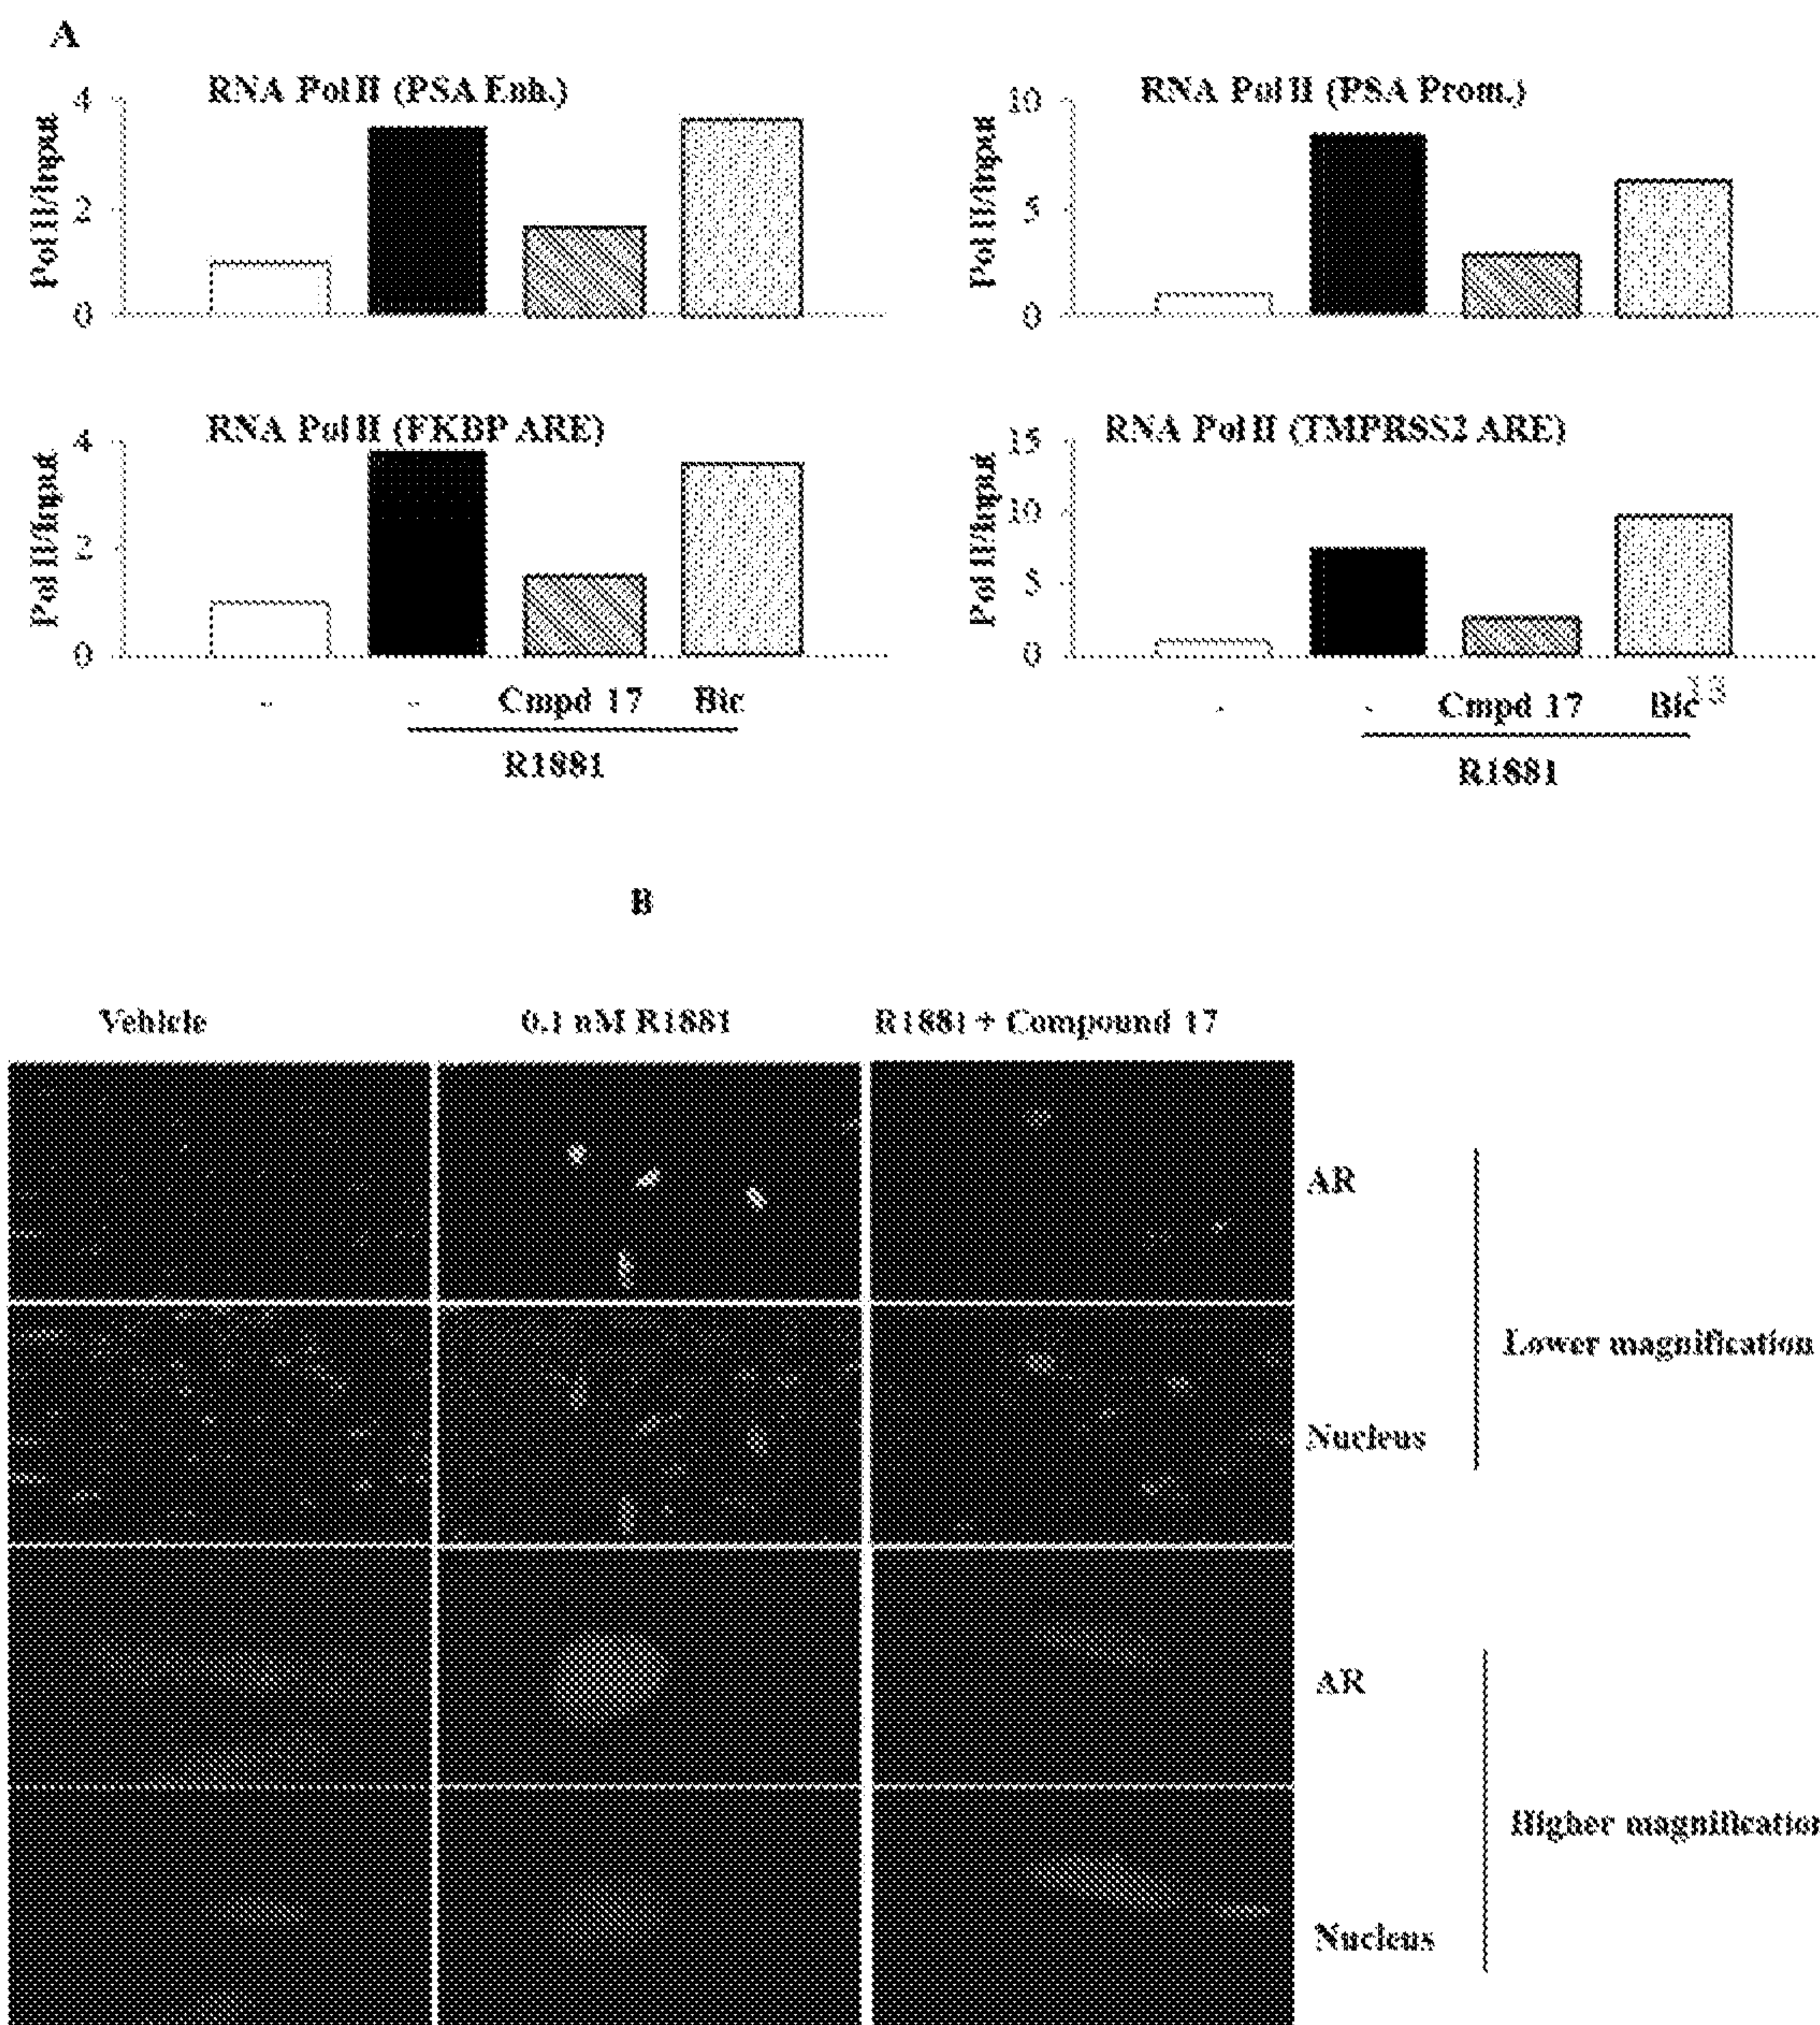 A
RNA Pol II (PSA Enh.)
Pol II/Input
4
2
0
RNA Pol II (PSA Prom.)
Pol II/Input
10
5
0
RNA Pol II (FKBP ARE)
Pol II/Input
4
2
0
- - Cmpd 17 Bic
R1881
RNA Pol II (TMPRSS2 ARE)
Pol II/Input
15
10
5
0
- - Cmpd 17 Bic
R1881
B
Vehicle 0.1 nM R1881 R1881 + Compound 17
AR
Lower magnification
Nucleus
AR
Higher magnification
Nucleus